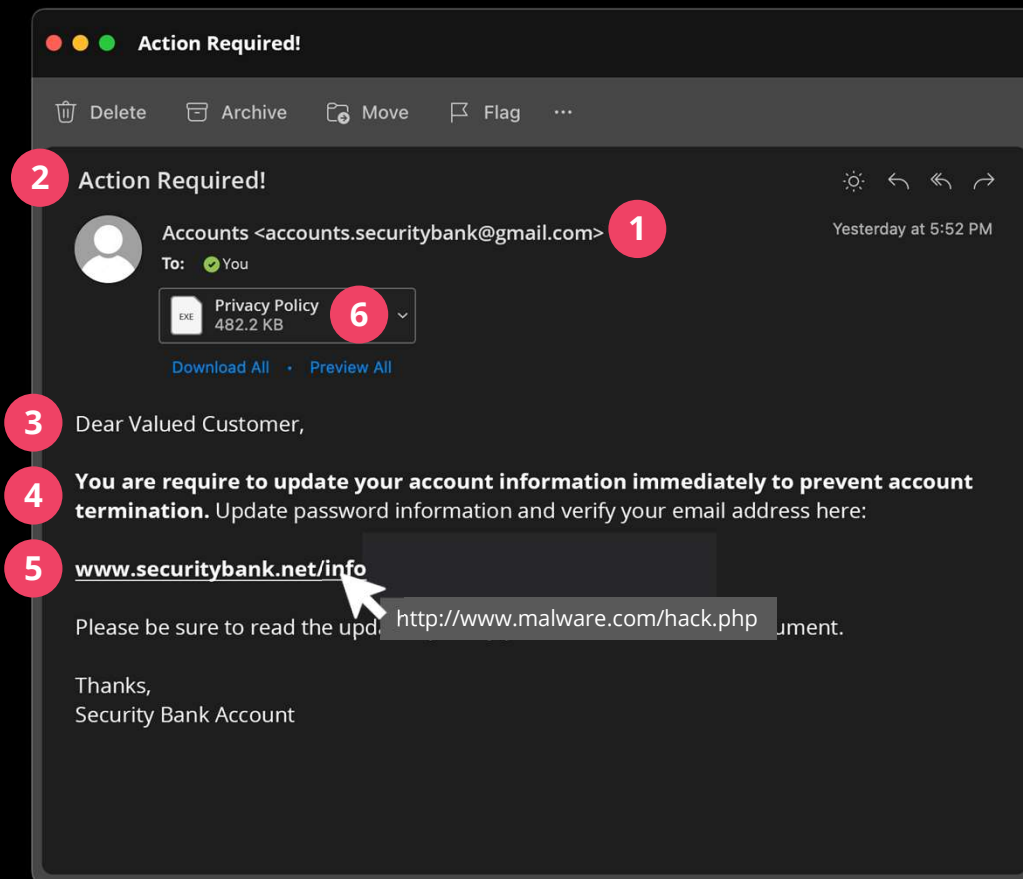 Action Required!
Delete Archive Move Flag ...
2 Action Required!
Accounts <accounts.securitybank@gmail.com> 1 Yesterday at 5:52 PM
To: You
EXE Privacy Policy 6
482.2 KB
Download All • Preview All
3 Dear Valued Customer,
4 You are require to update your account information immediately to prevent account
termination. Update password information and verify your email address here:
5 www.securitybank.net/info
http://www.malware.com/hack.php
Please be sure to read the
Thanks,
Security Bank Account